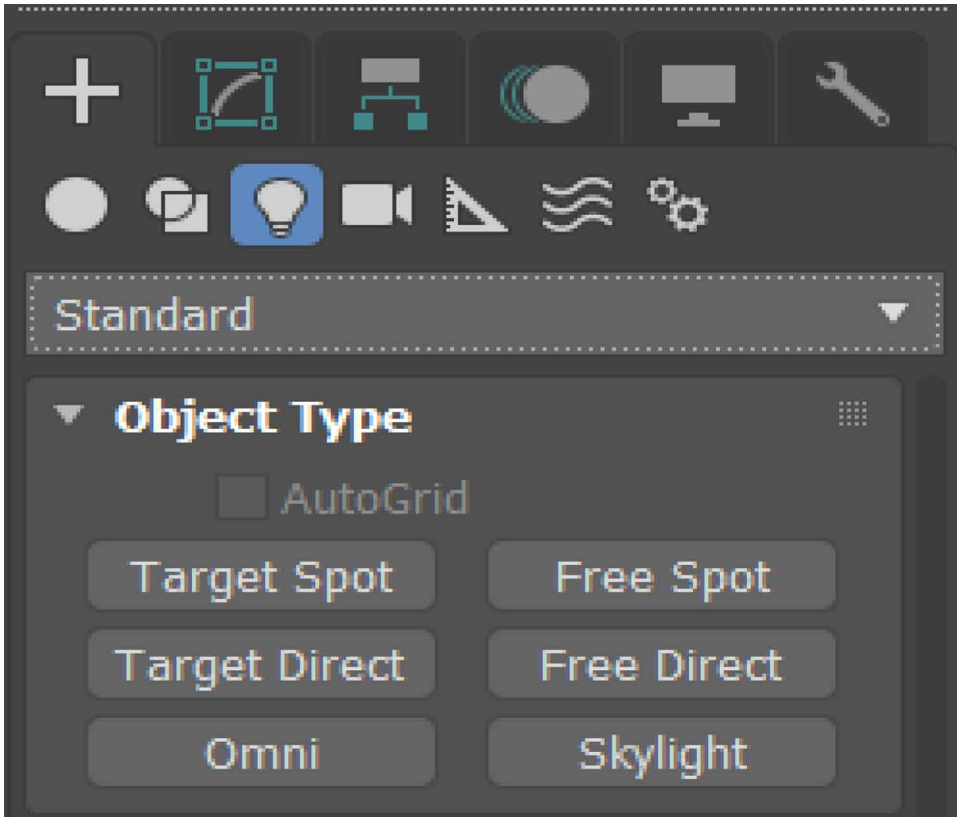 Standard
Object Type
AutoGrid
Target Spot Free Spot
Target Direct Free Direct
Omni Skylight